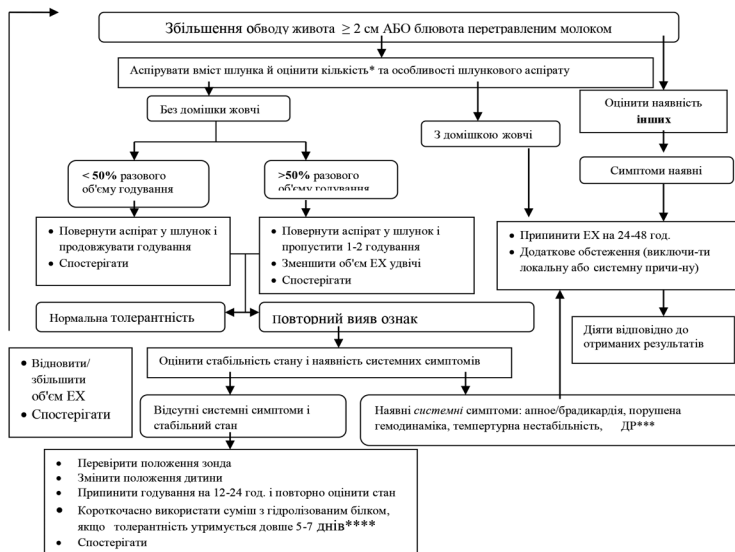 Збільшення обводу живота ≥ 2 см АБО блювота перетравленим молоком
Аспірувати вміст шлунка й оцінити кількість* та особливості шлункового аспірату
Без домішки жовчі
З домішкою жовчі
Оцінити наявність
інших
Симптоми наявні
< 50% разового
об'єму годування
>50% разового
об'єму годування
• Повернути аспірат у шлунок і
продовжувати годування
• Спостерігати
• Повернути аспірат у шлунок і
пропустити 1-2 годування
• Зменшити об'єм ЕХ удвічі
• Спостерігати
• Припинити ЕХ на 24-48 год.
• Додаткове обстеження (виключи-ти
локальну або системну причи-ну)
Нормальна толерантність
Повторний вияв ознак
Діяти відповідно до
отриманих результатів
• Відновити/
збільшити
об'єм ЕХ
• Спостерігати
Оцінити стабільність стану і наявність системних симптомів
Відсутні системні симптоми і
стабільний стан
Наявні системні симптоми: апное/брадикардія, порушена
гемодинаміка, температурна нестабільність, ДР***
• Перевірити положення зонда
• Змінити положення дитини
• Припинити годування на 12-24 год. і повторно оцінити стан
• Короткочасно використати суміш з гідролізованим білком,
якщо толерантність утримується довше 5-7 днів****
• Спостерігати